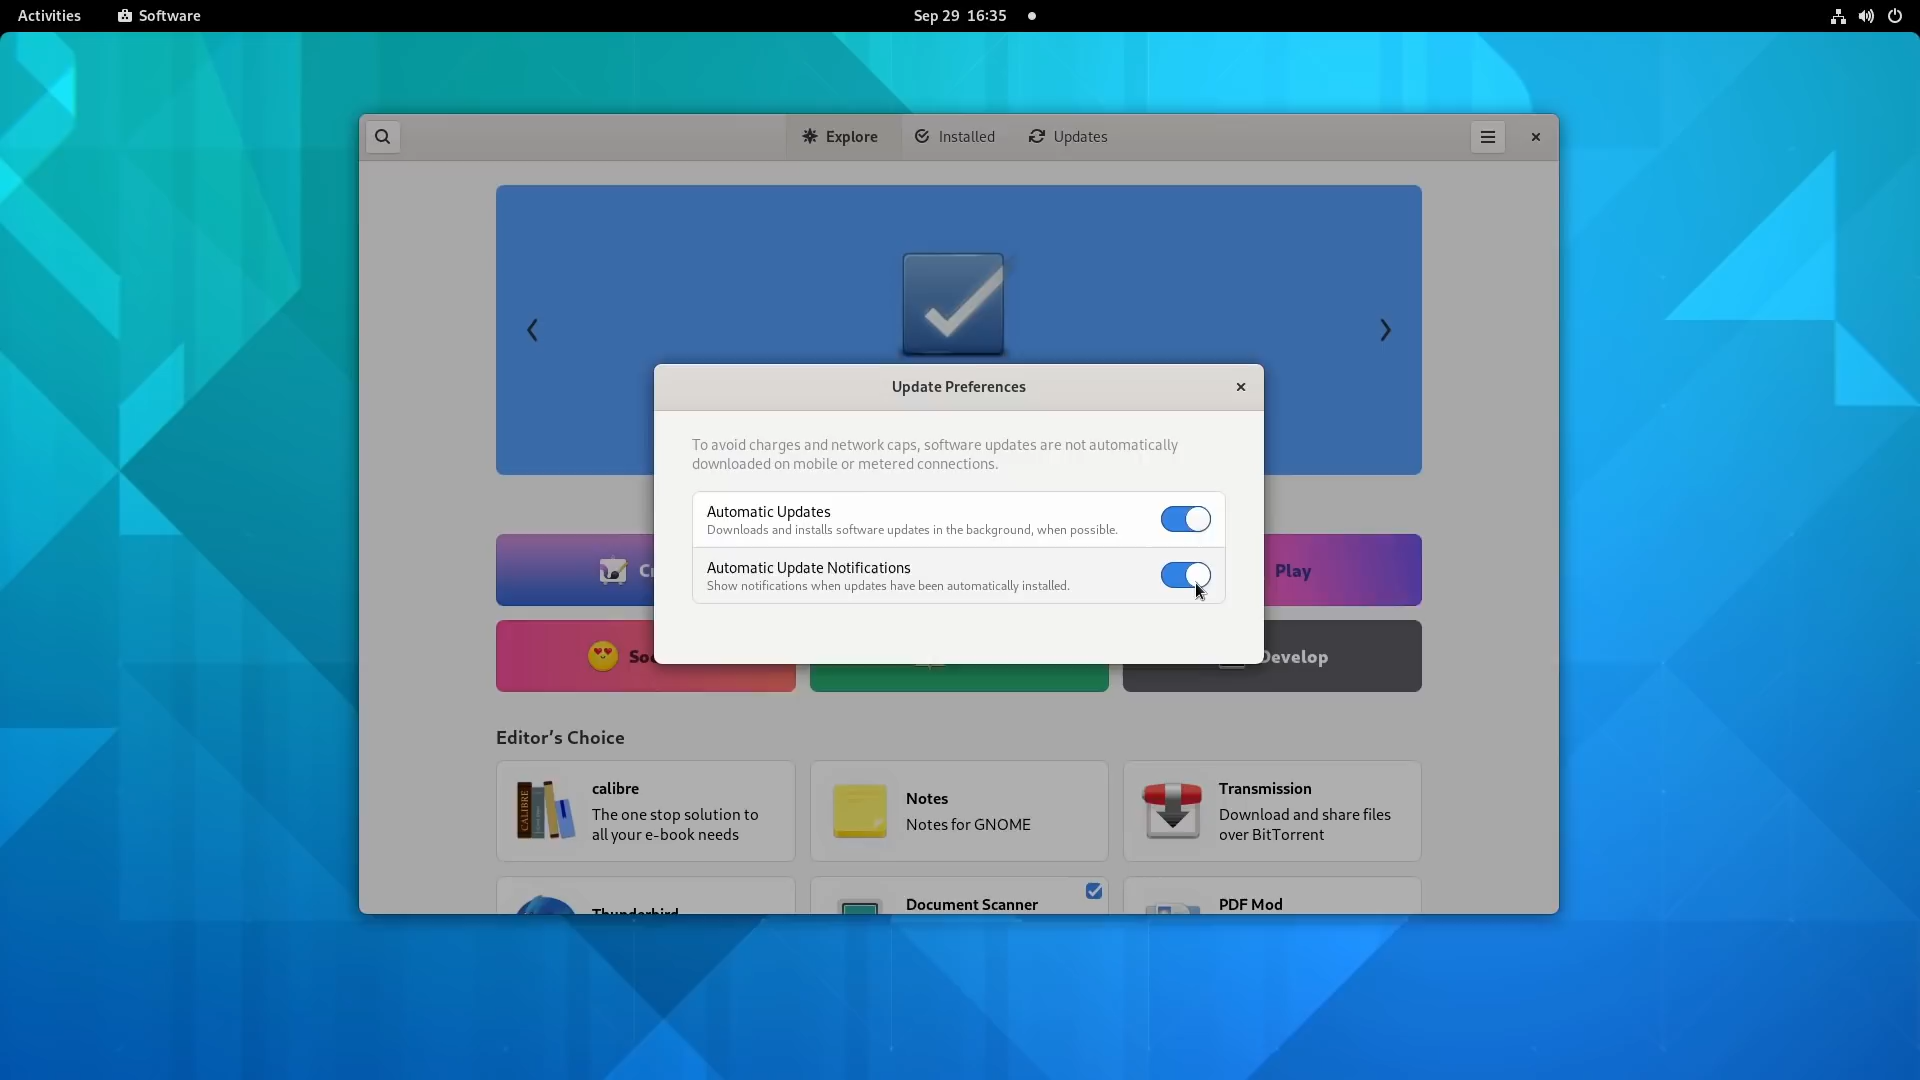 Activities
Software
Sep 29 16:35
Explore
Installed
Updates
Update Preferences
To avoid charges and network caps, software updates are not automatically
downloaded on mobile or metered connections.
Automatic Updates
Downloads and installs software updates in the background, when possible.
Automatic Update Notifications
Show notifications when updates have been automatically installed.
Play
Develop
Editor’s Choice
calibre
The one stop solution to
all your e-book needs
Notes
Notes for GNOME
Transmission
Download and share files
over BitTorrent
Thunderbird
Document Scanner
PDF Mod
CALIBRE